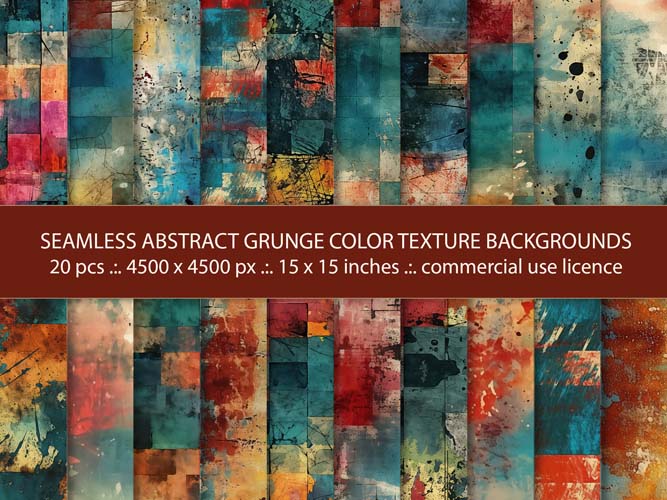 SEAMLESS ABSTRACT GRUNGE COLOR TEXTURE BACKGROUNDS
20 pcs .:. 4500 x 4500 px .:. 15 x 15 inches .:. commercial use licence